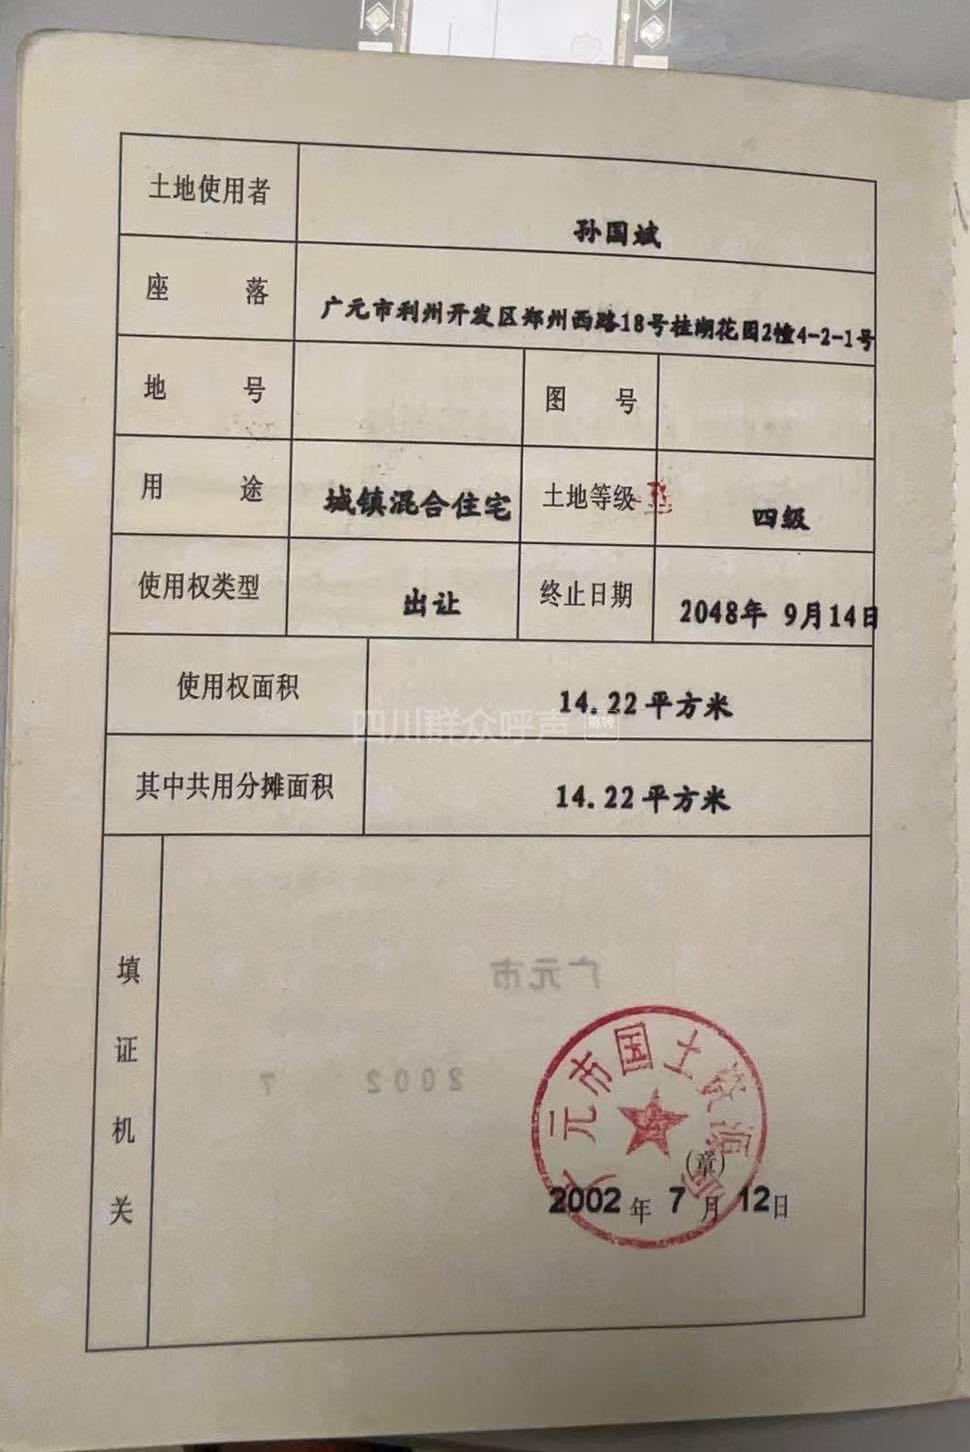 土地使用者 孙国斌
座 落 广元市利州开发区郑州西路18号桂湖花园2幢4-2-1号
地 号 图 号
用 途 城镇混合住宅 土地等级 四级
使用权类型 出让 终止日期 2048年 9月14日
使用权面积 14.22平方米
四川群众呼声
其中共用分摊面积 14.22平方米
填证机关
广元市
2002 7
广元市国土资源局
(章)
2002年 7月 12日